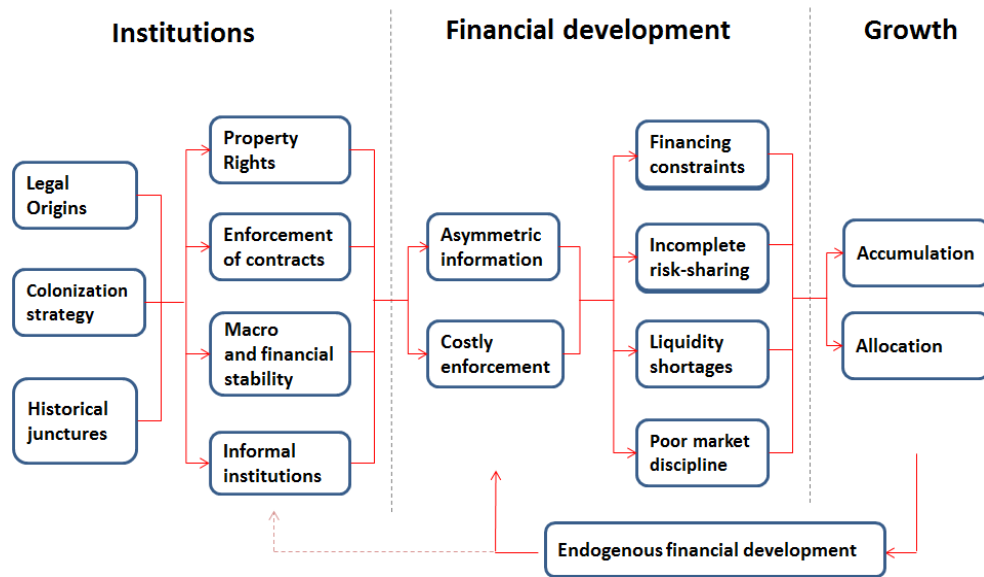 Institutions
Financial development
Growth
Legal
Origins
Colonization
strategy
Historical
junctures
Property
Rights
Enforcement
of contracts
Macro
and financial
stability
Informal
institutions
Asymmetric
information
Costly
enforcement
Financing
constraints
Incomplete
risk-sharing
Liquidity
shortages
Poor market
discipline
Accumulation
Allocation
Endogenous financial development